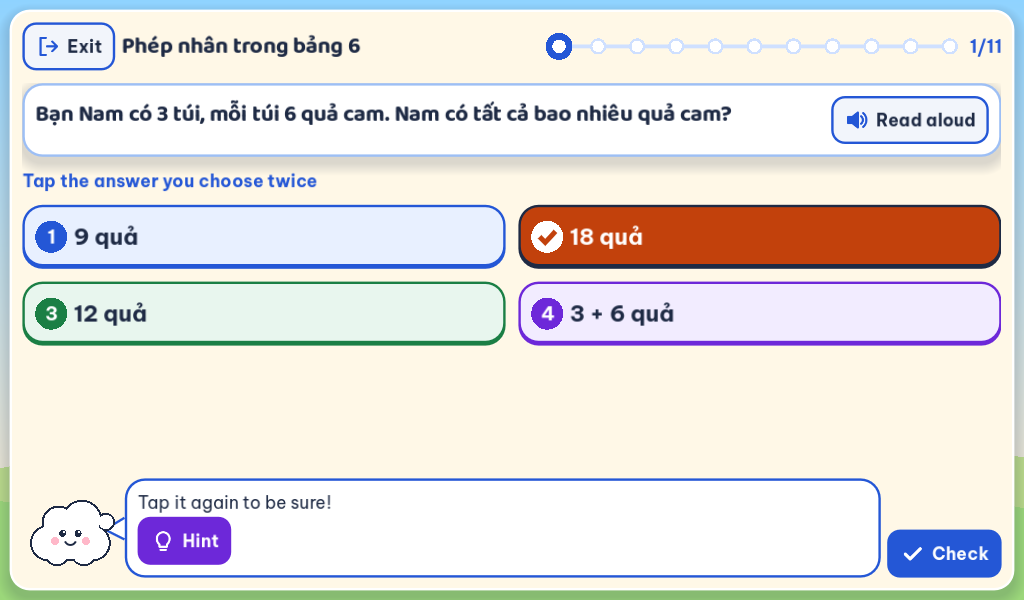 Exit
Phép nhân trong bảng 6
1/11
Bạn Nam có 3 túi, mỗi túi 6 quả cam. Nam có tất cả bao nhiêu quả cam?
Read aloud
Tap the answer you choose twice
1 9 quả
18 quả
3 12 quả
4 3 + 6 quả
Tap it again to be sure!
Hint
Check